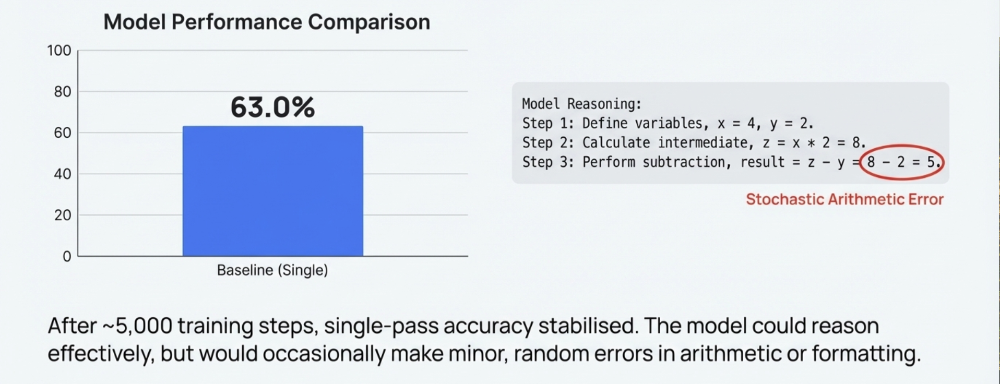 Model Performance Comparison
100
80
60
40
20
0
63.0%
Baseline (Single)
Model Reasoning:
Step 1: Define variables, x = 4, y = 2.
Step 2: Calculate intermediate, z = x * 2 = 8.
Step 3: Perform subtraction, result = z − y = 8 − 2 = 5.
Stochastic Arithmetic Error
After ~5,000 training steps, single-pass accuracy stabilised. The model could reason
effectively, but would occasionally make minor, random errors in arithmetic or formatting.